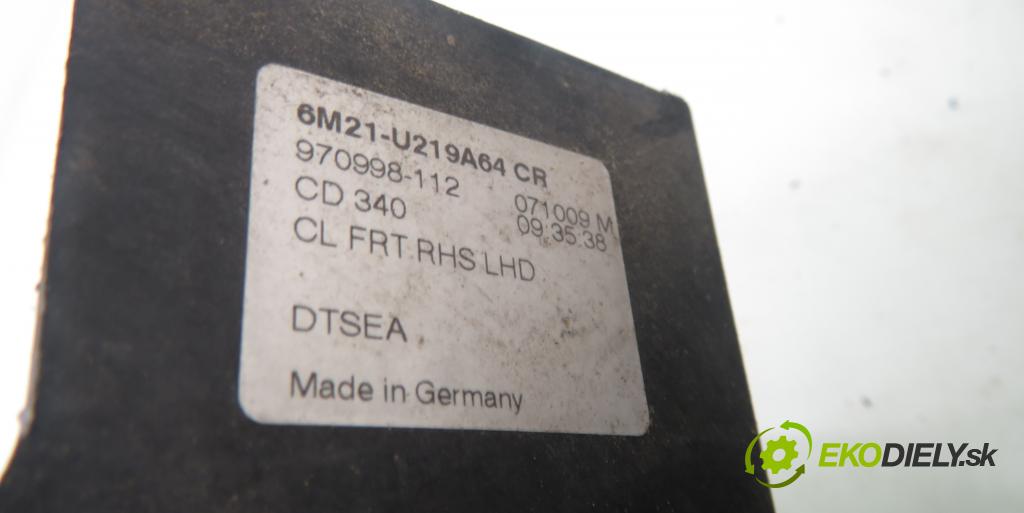 6M21-U219A64 CR
970998-112 071009 M
CD 340 09:35:38
CL FRT RHS LHD
DTSEA
Made in Germany
EKODIELY.sk